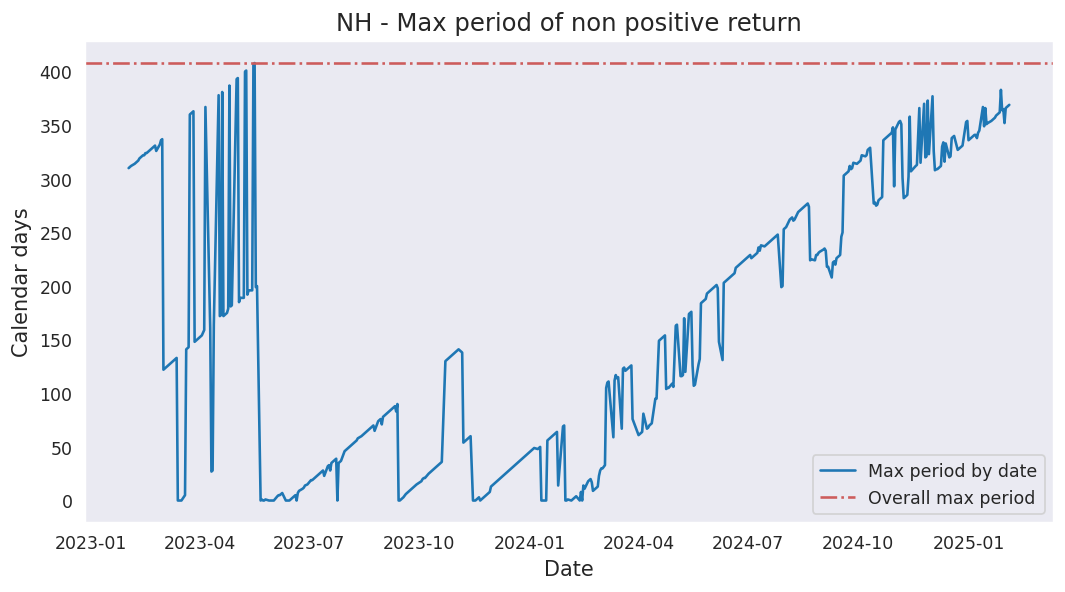 NH - Max period of non positive return
Calendar days
400
350
300
250
200
150
100
50
0
Max period by date
Overall max period
2023-01 2023-04 2023-07 2023-10 2024-01 2024-04 2024-07 2024-10 2025-01
Date